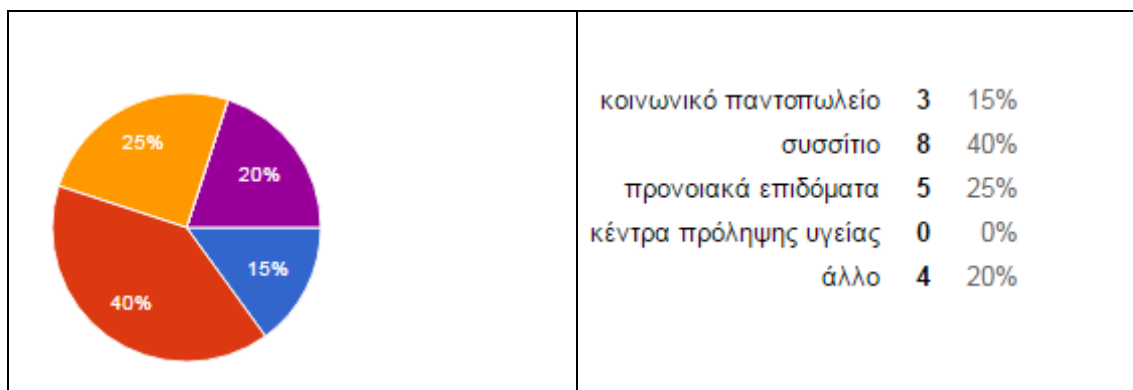 25%
20%
15%
40%
κοινωνικό παντοπωλείο 3 15%
συσσίτιο 8 40%
προνοιακά επιδόματα 5 25%
κέντρα πρόληψης υγείας 0 0%
άλλο 4 20%